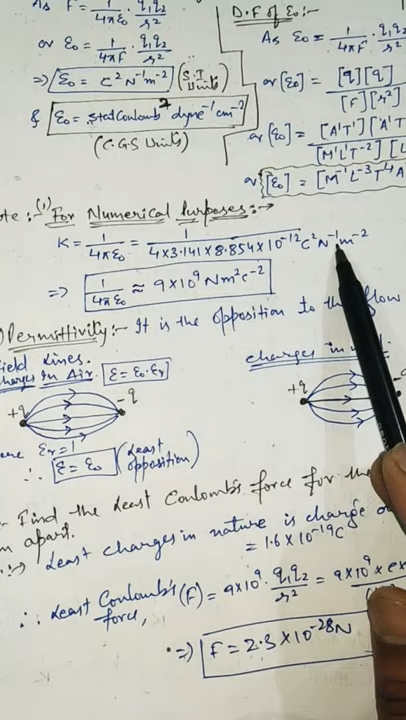 As F = 1/4πε₀ · q₁q₂/r²
or ε₀ = 1/4πF · q₁q₂/r²
⇒ ε₀ = C² N⁻¹ m⁻² (S.I Units)
& ε₀ = statCoulomb² dyne⁻¹ cm⁻²
(C.G.S Units)
D.F of ε₀:-
As ε₀ = 1/4πF · q₁q₂/r²
or [ε₀] = [q][q]/[F][r²]
or [ε₀] = [A¹T¹][A¹T
[M¹L¹T⁻²][L
or [ε₀] = [M⁻¹L⁻³T⁴A
te:-(1) For Numerical Purposes:→
K = 1/4πε₀ = 1/4×3.141×8.854×10⁻¹² C² N⁻¹ m⁻²
⇒ 1/4πε₀ ≈ 9×10⁹ Nm²C⁻²
Permittivity:- It is the opposition to the flow
field lines.
charges in Air. ε = ε₀·εr
charges in
+q -q
+q
ere εr = 1
∴ ε = ε₀ (Least opposition)
Find the Least Coulomb's force for the
m apart.
Least charges in nature is charge o
= 1.6×10⁻¹⁹C
∴ Least Coulomb's force, (F) = 9×10⁹ · q₁q₂/r² = 9×10⁹×e×
⇒ F = 2.3×10⁻²⁸N